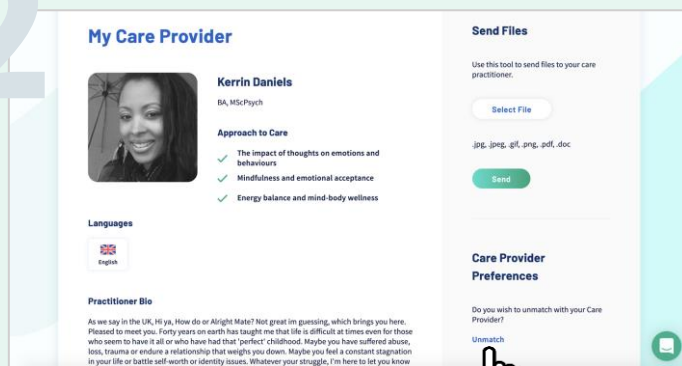 My Care Provider
Kerrin Daniels
BA, MScPsych
Approach to Care
The impact of thoughts on emotions and
behaviours
Mindfulness and emotional acceptance
Energy balance and mind-body wellness
Languages
English
Practitioner Bio
As we say in the UK, Hi ya, How do or Alright Mate? Not great im guessing, which brings you here.
Pleased to meet you. Forty years on earth has taught me that life is difficult at times even for those
who seem to have it all or who have had that 'perfect' childhood. Maybe you have suffered abuse,
loss, trauma or endure a relationship that weighs you down. Maybe you feel a constant stagnation
in your life or battle self-worth or identity issues. Whatever your struggle, I'm here to let you know
Send Files
Use this tool to send files to your care
practitioner.
Select File
.jpg, .jpeg, .gif, .png, .pdf, .doc
Send
Care Provider
Preferences
Do you wish to unmatch with your Care
Provider?
Unmatch
2